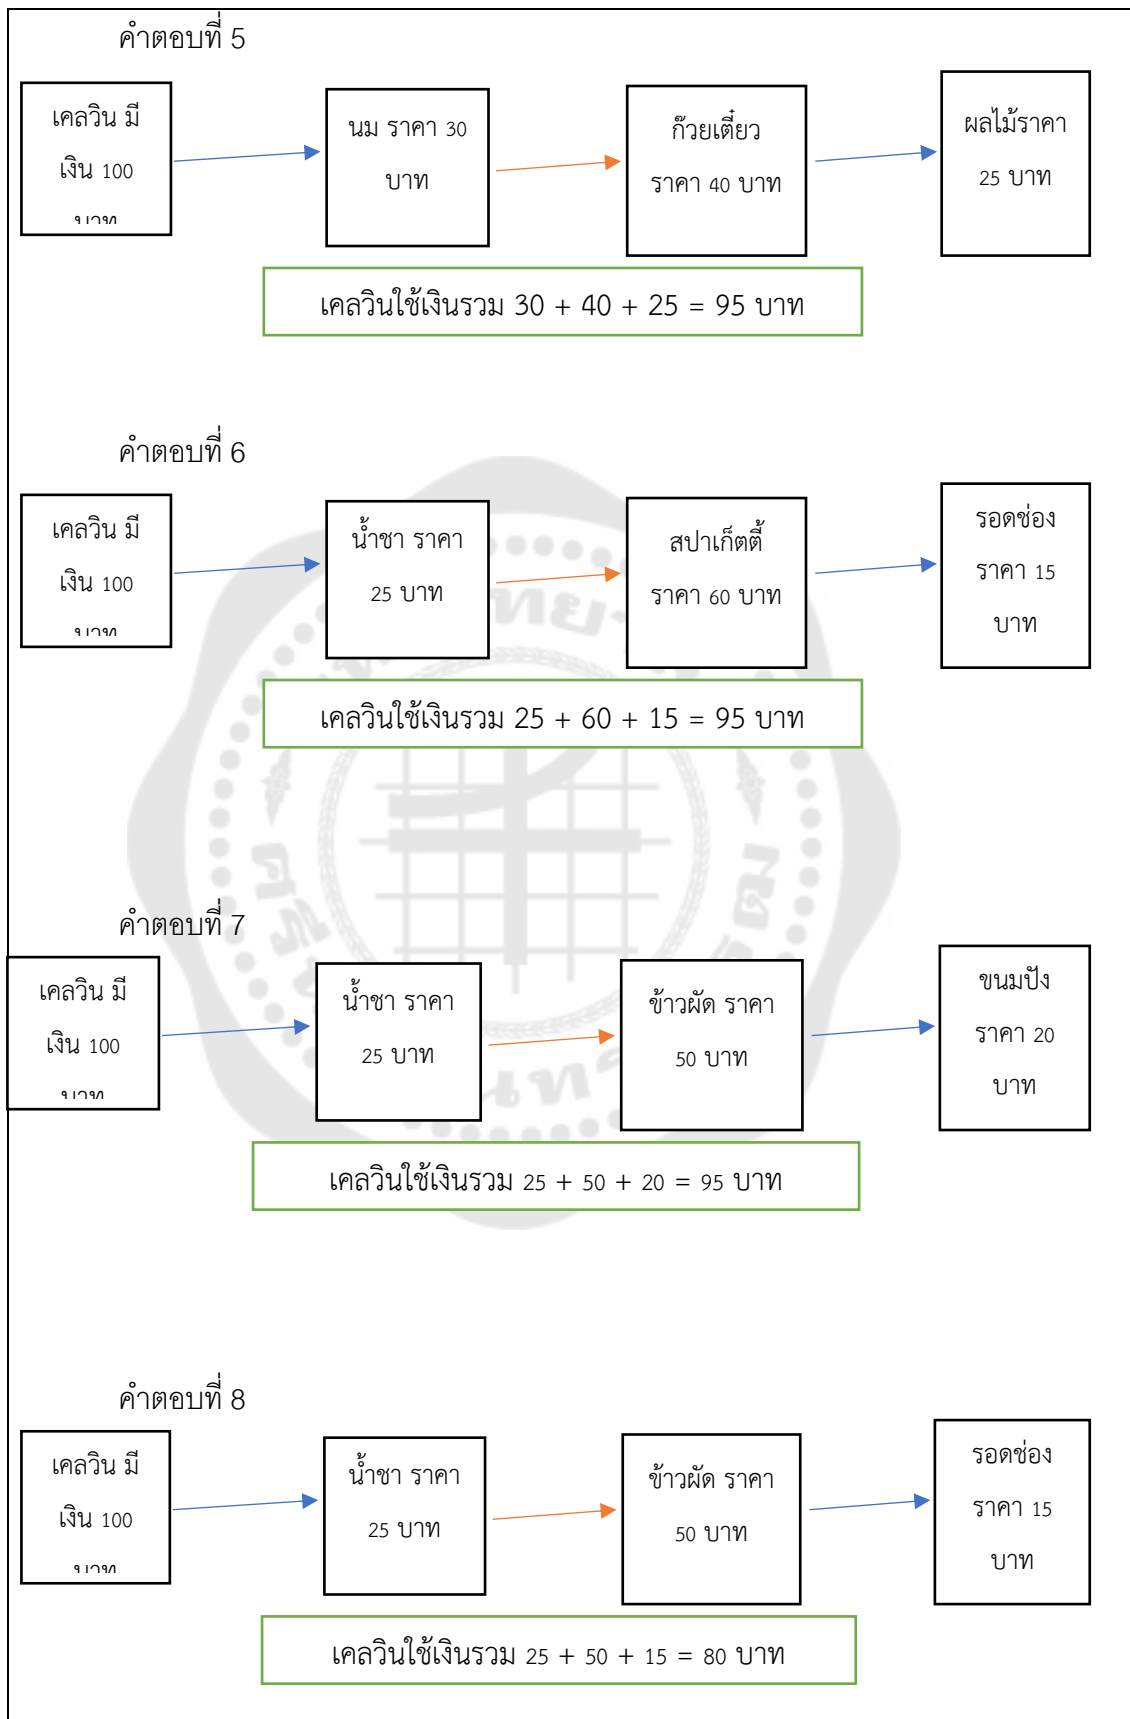 คำตอบที่ 5
เคลวิน มี
เงิน 100
บาท
นม ราคา 30
บาท
ก๊วยเตี๋ยว
ราคา 40 บาท
ผลไม้ราคา
25 บาท
เคลวินใช้เงินรวม 30 + 40 + 25 = 95 บาท
คำตอบที่ 6
เคลวิน มี
เงิน 100
บาท
น้ำชา ราคา
25 บาท
สปาเก็ตตี้
ราคา 60 บาท
รอดช่อง
ราคา 15
บาท
เคลวินใช้เงินรวม 25 + 60 + 15 = 95 บาท
คำตอบที่ 7
เคลวิน มี
เงิน 100
บาท
น้ำชา ราคา
25 บาท
ข้าวผัด ราคา
50 บาท
ขนมปัง
ราคา 20
บาท
เคลวินใช้เงินรวม 25 + 50 + 20 = 95 บาท
คำตอบที่ 8
เคลวิน มี
เงิน 100
บาท
น้ำชา ราคา
25 บาท
ข้าวผัด ราคา
50 บาท
รอดช่อง
ราคา 15
บาท
เคลวินใช้เงินรวม 25 + 50 + 15 = 80 บาท